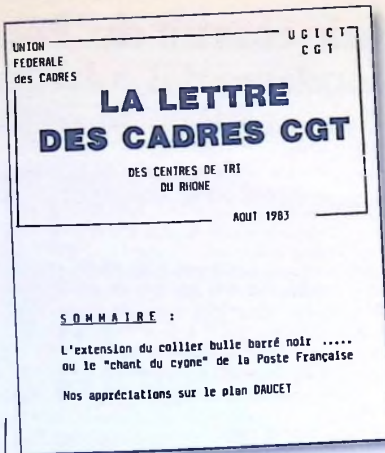 UNION
FEDERALE
des CADRES
UGICT
CGT
LA LETTRE
DES CADRES CGT
DES CENTRES DE TRI
DU RHONE
AOUT 1983
SOMMAIRE :
L'extension du collier bulle barré noir .....
ou le "chant du cygne" de la Poste Française
Nos appréciations sur le plan DAUCET